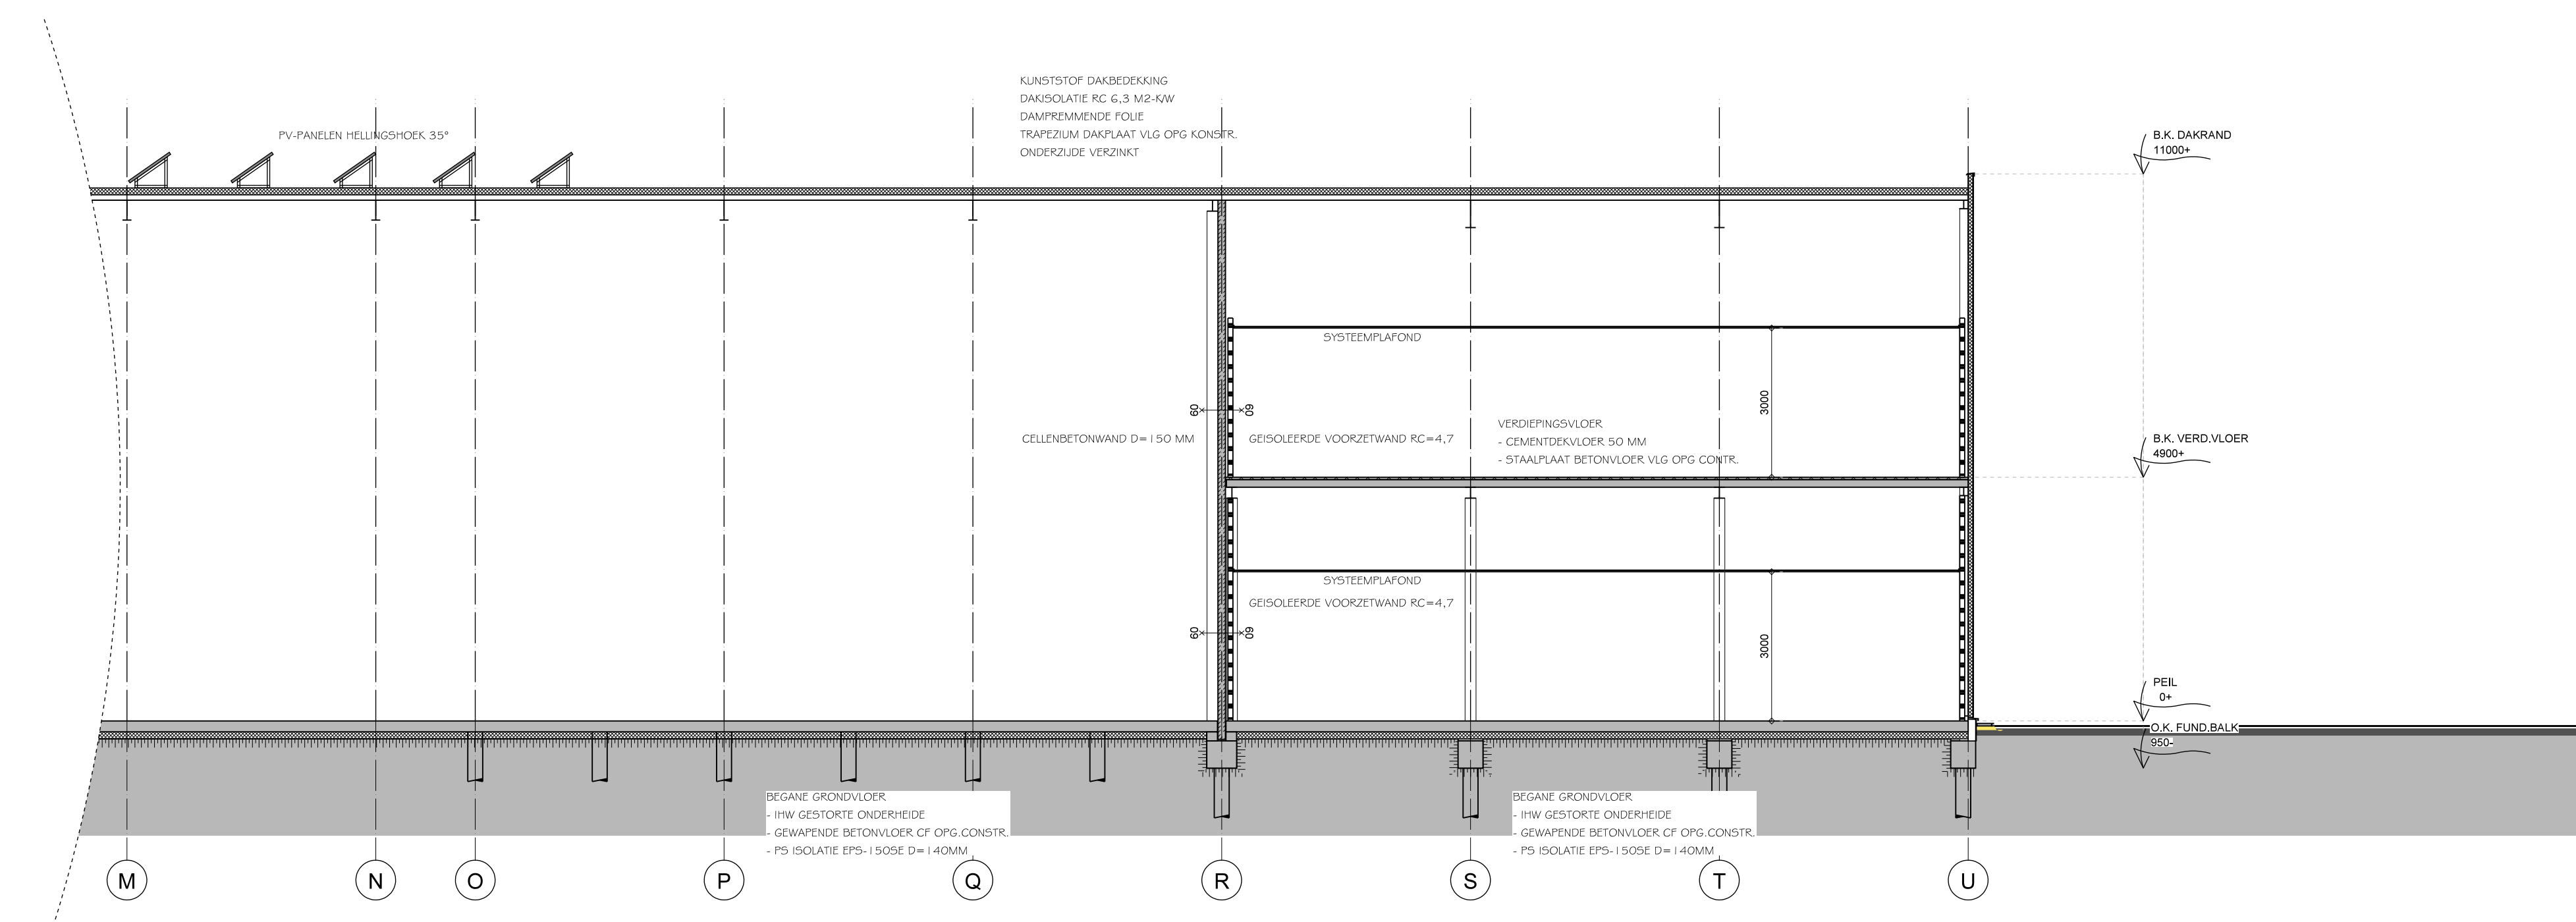 KUNSTSTOF DAKBEDEKKING
DAKISOLATIE RC 6,3 M2-K/W
DAMPREMMENDE FOLIE
TRAPEZIUM DAKPLAAT VLG OPG KONSTR.
ONDERZIJDE VERZINKT
PV-PANELEN HELLINGSHOEK 35°
B.K. DAKRAND
11000+
SYSTEEMPLAFOND
3000
60
60
CELLENBETONWAND D=150 MM
GEISOLEERDE VOORZETWAND RC=4,7
VERDIEPINGSVLOER
- CEMENTDEKVLOER 50 MM
- STAALPLAAT BETONVLOER VLG OPG CONTR.
B.K. VERD.VLOER
4900+
SYSTEEMPLAFOND
GEISOLEERDE VOORZETWAND RC=4,7
60
60
3000
PEIL
0+
O.K. FUND.BALK
950-
BEGANE GRONDVLOER
- IHW GESTORTE ONDERHEIDE
- GEWAPENDE BETONVLOER CF OPG.CONSTR.
- PS ISOLATIE EPS-150SE D=140MM
BEGANE GRONDVLOER
- IHW GESTORTE ONDERHEIDE
- GEWAPENDE BETONVLOER CF OPG.CONSTR.
- PS ISOLATIE EPS-150SE D=140MM
M N O P Q R S T U